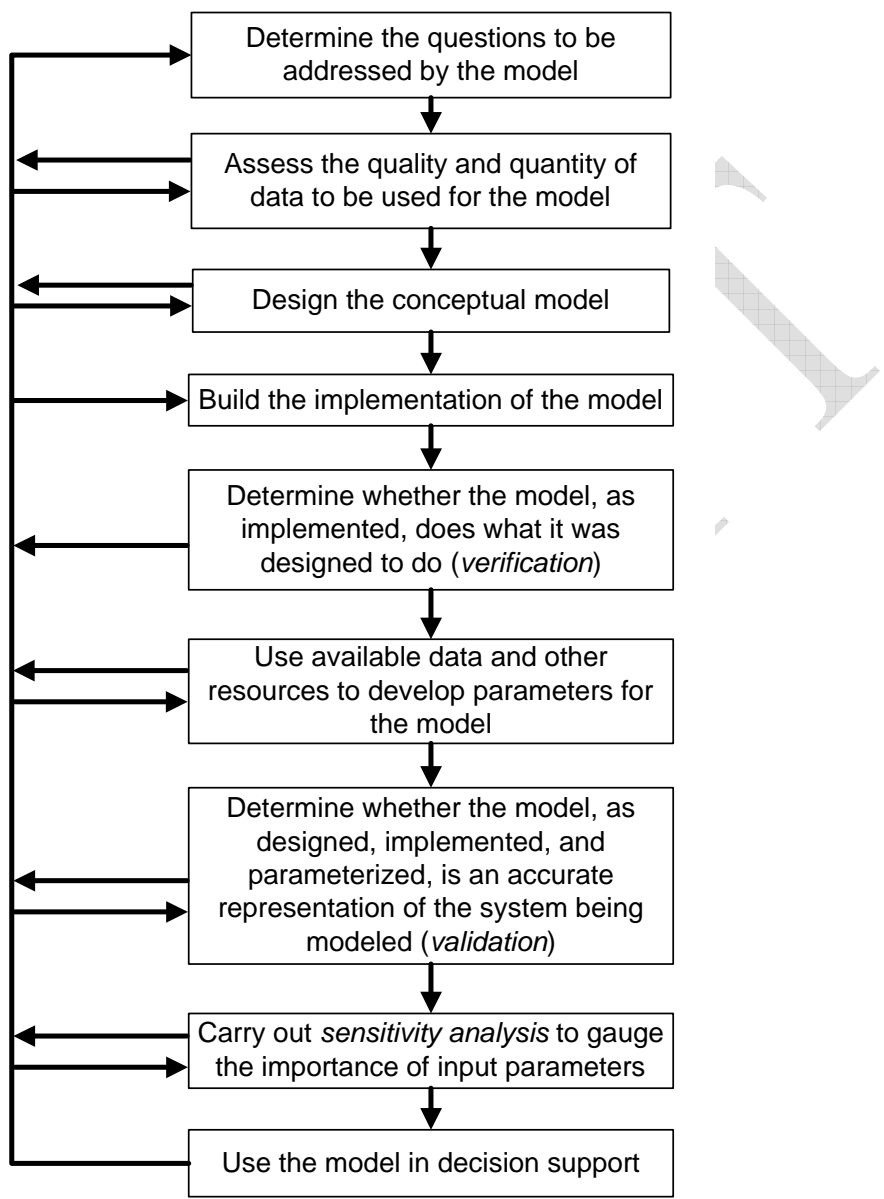 Determine the questions to be
addressed by the model
Assess the quality and quantity of
data to be used for the model
Design the conceptual model
Build the implementation of the model
Determine whether the model, as
implemented, does what it was
designed to do (verification)
Use available data and other
resources to develop parameters for
the model
Determine whether the model, as
designed, implemented, and
parameterized, is an accurate
representation of the system being
modeled (validation)
Carry out sensitivity analysis to gauge
the importance of input parameters
Use the model in decision support